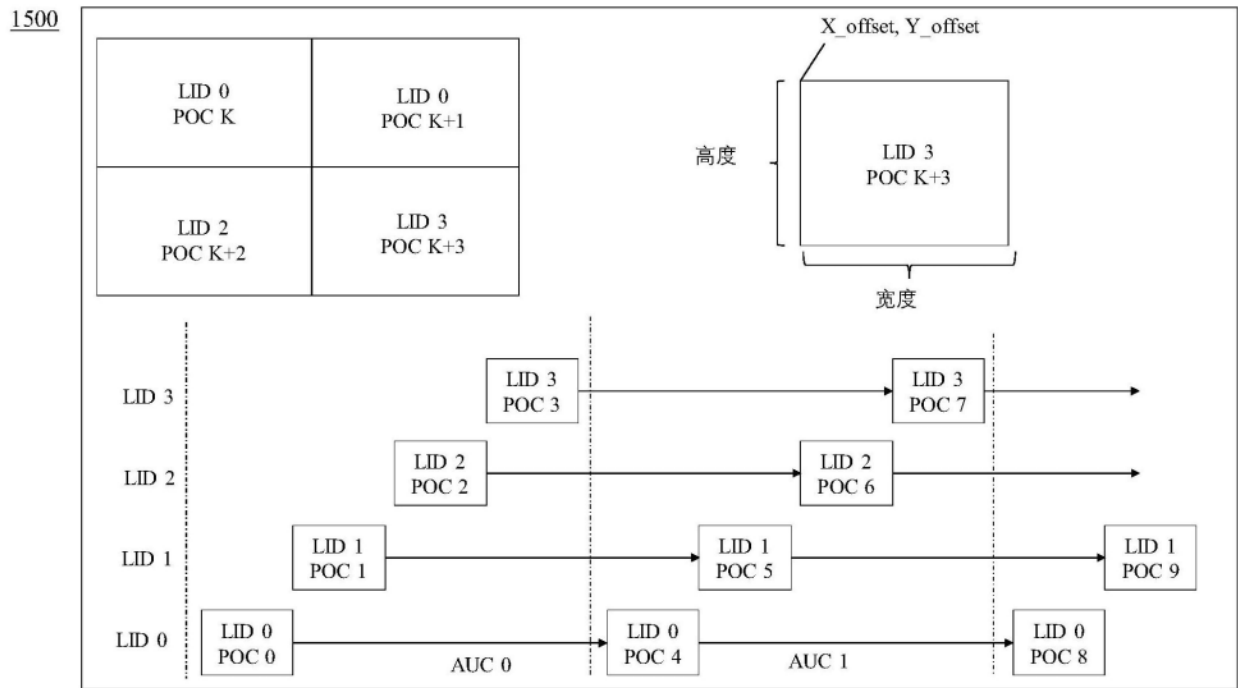 1500
X_offset, Y_offset
LID 0
POC K
LID 0
POC K+1
LID 2
POC K+2
LID 3
POC K+3
高度
LID 3
POC K+3
宽度
LID 3
LID 3
POC 3
LID 3
POC 7
LID 2
LID 2
POC 2
LID 2
POC 6
LID 1
LID 1
POC 1
LID 1
POC 5
LID 1
POC 9
LID 0
LID 0
POC 0
AUC 0
LID 0
POC 4
AUC 1
LID 0
POC 8